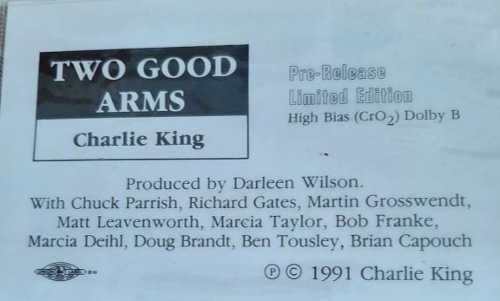 TWO GOOD
ARMS
Charlie King
Pre-Release
Limited Edition
High Bias (CrO₂) Dolby B
Produced by Darleen Wilson.
With Chuck Parrish, Richard Gates, Martin Grosswendt,
Matt Leavenworth, Marcia Taylor, Bob Franke,
Marcia Deihl, Doug Brandt, Ben Tousley, Brian Capouch
℗ © 1991 Charlie King